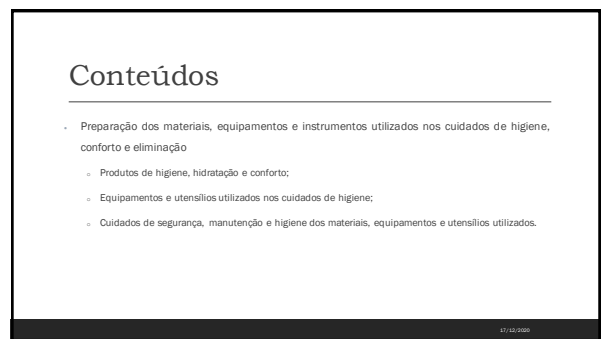 Conteúdos
Preparação dos materiais, equipamentos e instrumentos utilizados nos cuidados de higiene,
conforto e eliminação
Produtos de higiene, hidratação e conforto;
Equipamentos e utensílios utilizados nos cuidados de higiene;
Cuidados de segurança, manutenção e higiene dos materiais, equipamentos e utensílios utilizados.
17/12/2020